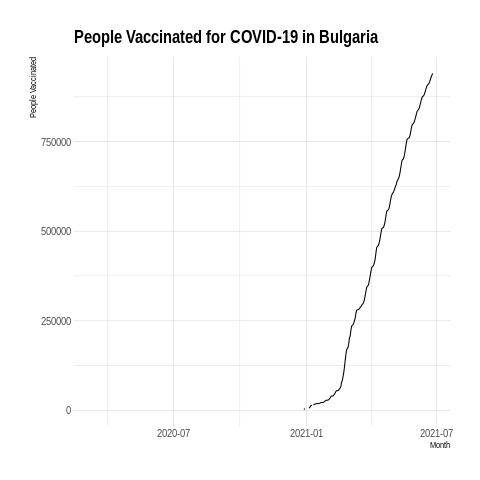 People Vaccinated for COVID-19 in Bulgaria
People Vaccinated
750000
500000
250000
0
2020-07
2021-01
2021-07
Month